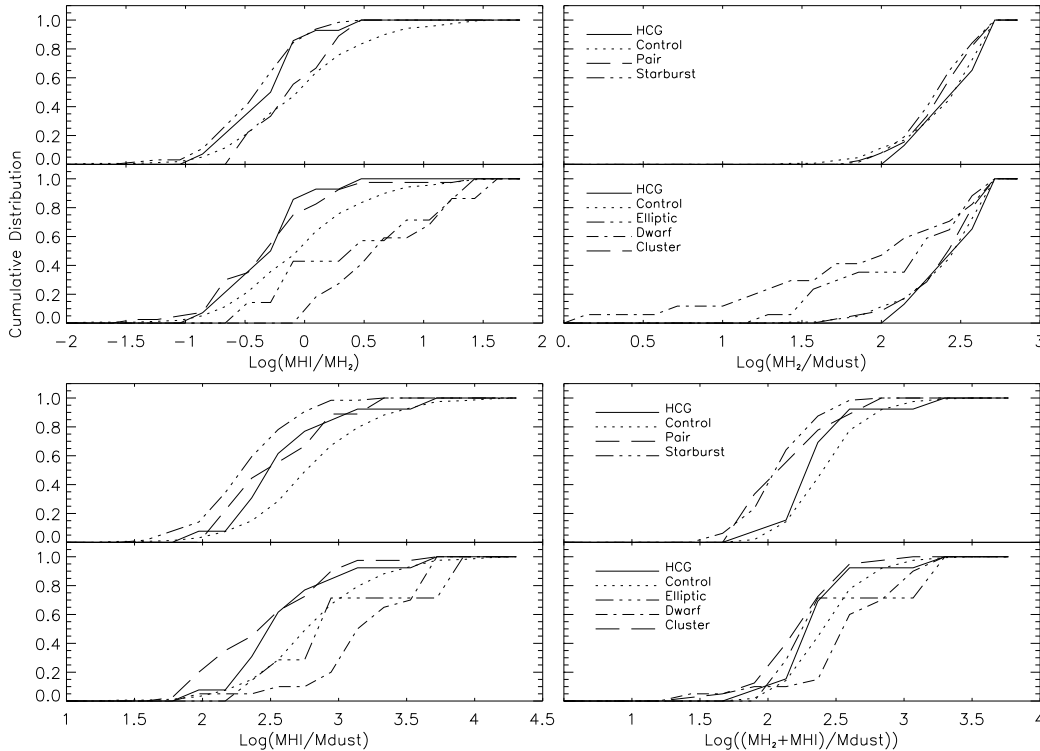 1.0
0.8
0.6
0.4
0.2
0.0
HCG
Control
Pair
Starburst
1.0
0.8
0.6
0.4
0.2
0.0
HCG
Control
Elliptic
Dwarf
Cluster
Cumulative Distribution
−2 −1.5 −1 −0.5 0 0.5 1 1.5 2
Log(MHI/MH₂)
0. 0.5 1 1.5 2 2.5 3
Log(MH₂/Mdust)
1.0
0.8
0.6
0.4
0.2
0.0
HCG
Control
Pair
Starburst
1.0
0.8
0.6
0.4
0.2
0.0
HCG
Control
Elliptic
Dwarf
Cluster
1 1.5 2 2.5 3 3.5 4 4.5
Log(MHI/Mdust)
1 1.5 2 2.5 3 3.5 4
Log((MH₂+MHI)/Mdust))